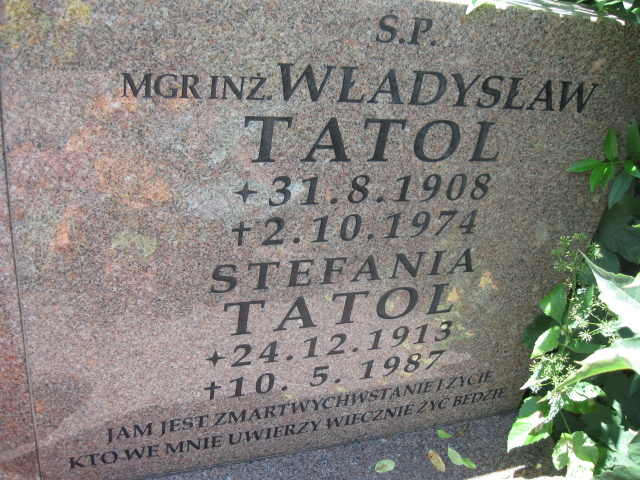 S.P.
MGR INŻ. WŁADYSŁAW
TATOL
✦31.8.1908
✝2.10.1974
STEFANIA
TATOL
✦24.12.1913
✝10. 5. 1987
JAM JEST ZMARTWYCHWSTANIE I ŻYCIE
KTO WE MNIE UWIERZY WIECZNIE ŻYĆ BEDZIE